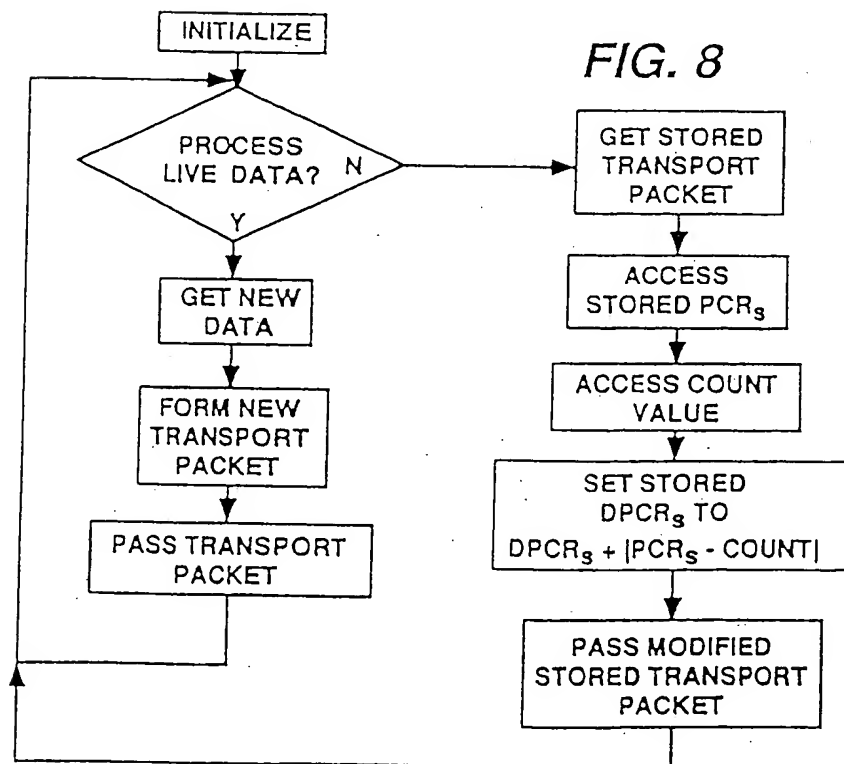 INITIALIZE
FIG. 8
PROCESS
LIVE DATA?
N
Y
GET NEW
DATA
FORM NEW
TRANSPORT
PACKET
PASS TRANSPORT
PACKET
GET STORED
TRANSPORT
PACKET
ACCESS
STORED PCRs
ACCESS COUNT
VALUE
SET STORED
DPCRs TO
DPCRs + |PCRs - COUNT|
PASS MODIFIED
STORED TRANSPORT
PACKET